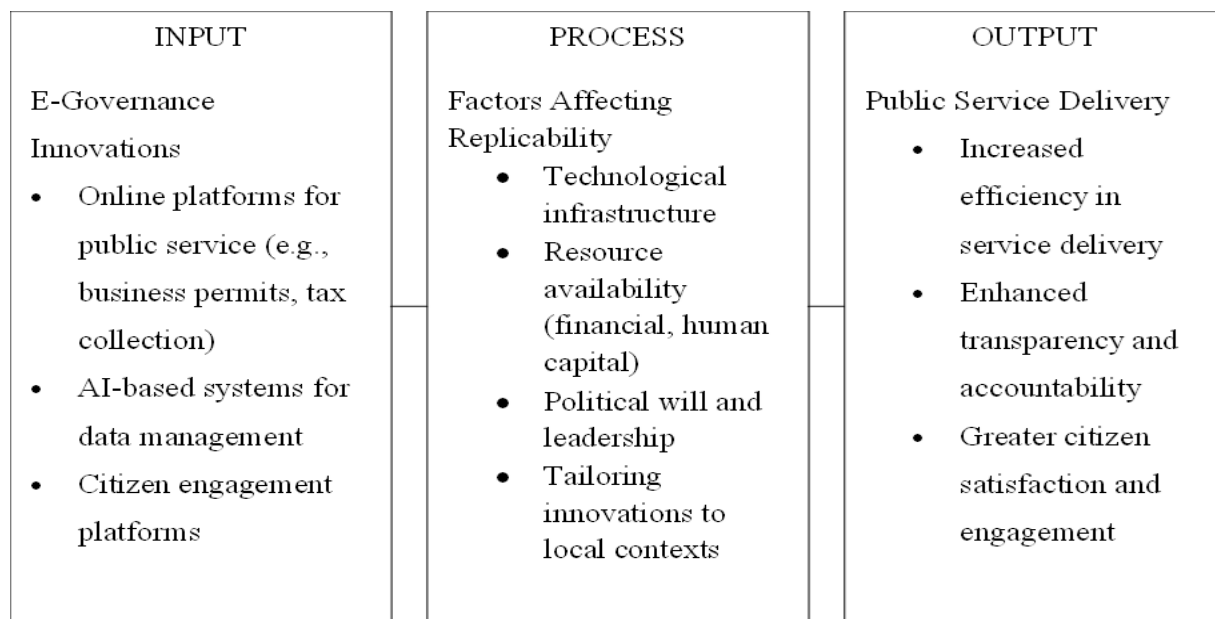 INPUT
E-Governance
Innovations
• Online platforms for
public service (e.g.,
business permits, tax
collection)
• AI-based systems for
data management
• Citizen engagement
platforms
PROCESS
Factors Affecting
Replicability
• Technological
infrastructure
• Resource
availability
(financial, human
capital)
• Political will and
leadership
• Tailoring
innovations to
local contexts
OUTPUT
Public Service Delivery
• Increased
efficiency in
service delivery
• Enhanced
transparency and
accountability
• Greater citizen
satisfaction and
engagement